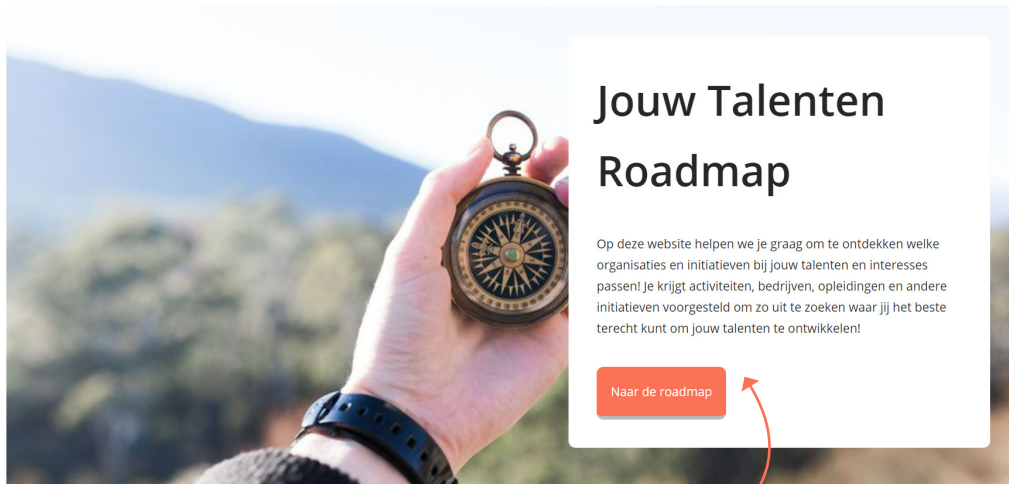 Jouw Talenten
Roadmap
Op deze website helpen we je graag om te ontdekken welke
organisaties en initiatieven bij jouw talenten en interesses
passen! Je krijgt activiteiten, bedrijven, opleidingen en andere
initiatieven voorgesteld om zo uit te zoeken waar jij het beste
terecht kunt om jouw talenten te ontwikkelen!
Naar de roadmap